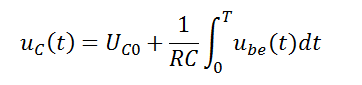 u_C(t) = U_{C0} + \frac{1}{RC} \int_0^T u_{be}(t)dt